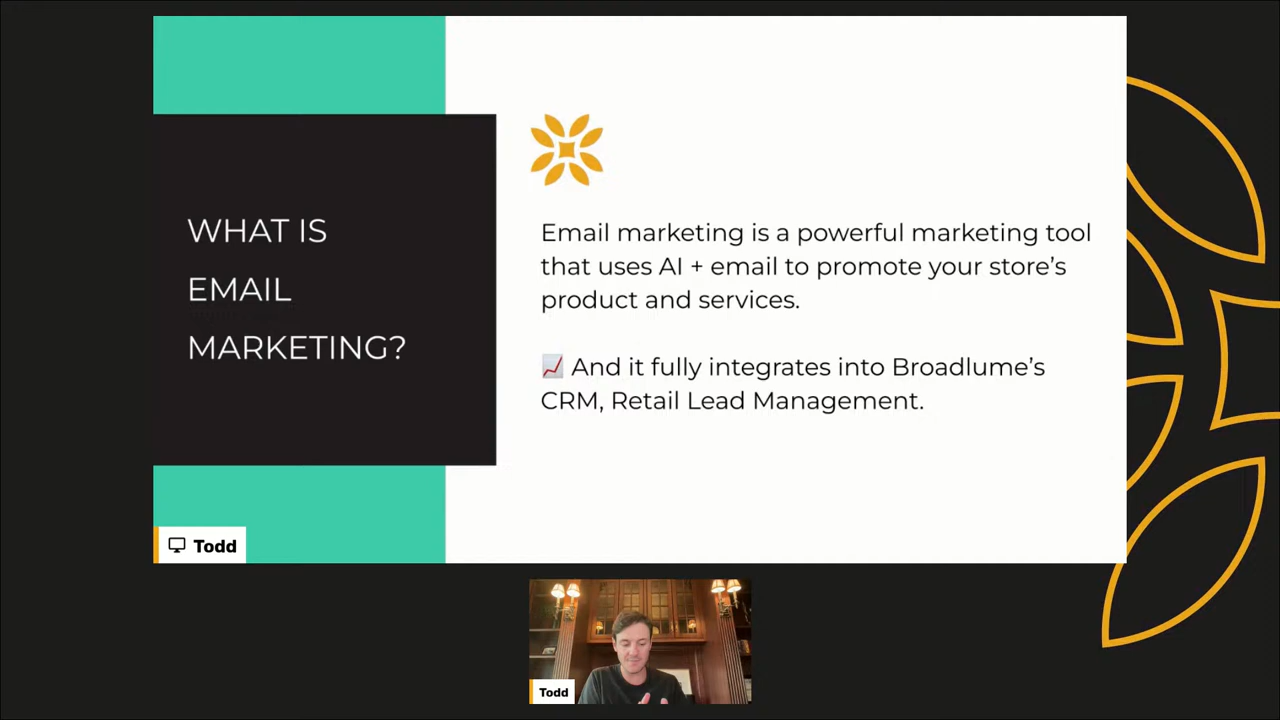 WHAT IS
EMAIL
MARKETING?
Email marketing is a powerful marketing tool
that uses AI + email to promote your store’s
product and services.
📈 And it fully integrates into Broadlume’s
CRM, Retail Lead Management.
Todd
Todd